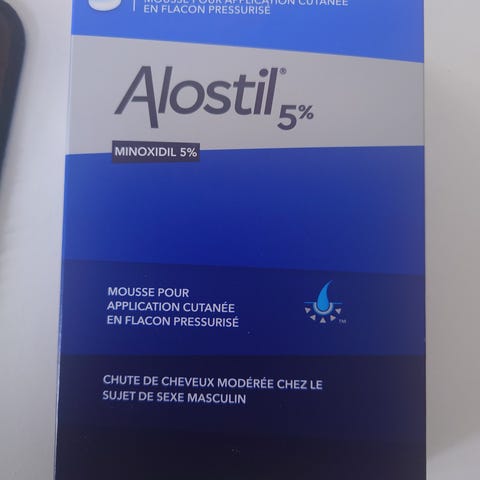 MOUSSE POUR APPLICATION CUTANÉE
EN FLACON PRESSURISÉ
Alostil® 5%
MINOXIDIL 5%
MOUSSE POUR
APPLICATION CUTANÉE
EN FLACON PRESSURISÉ
TM
CHUTE DE CHEVEUX MODÉRÉE CHEZ LE
SUJET DE SEXE MASCULIN